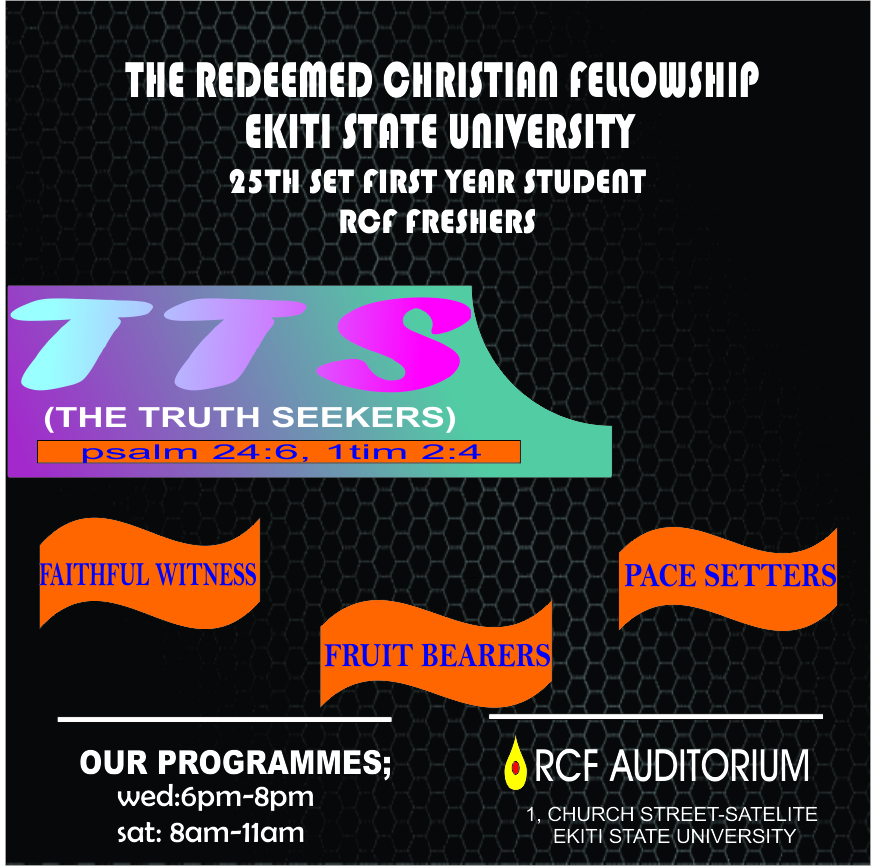 THE REDEEMED CHRISTIAN FELLOWSHIP
EKITI STATE UNIVERSITY
25TH SET FIRST YEAR STUDENT
RCF FRESHERS
TTS
(THE TRUTH SEEKERS)
psalm 24:6, 1tim 2:4
FAITHFUL WITNESS
PACE SETTERS
FRUIT BEARERS
OUR PROGRAMMES;
wed:6pm-8pm
sat: 8am-11am
RCF AUDITORIUM
1, CHURCH STREET-SATELITE
EKITI STATE UNIVERSITY